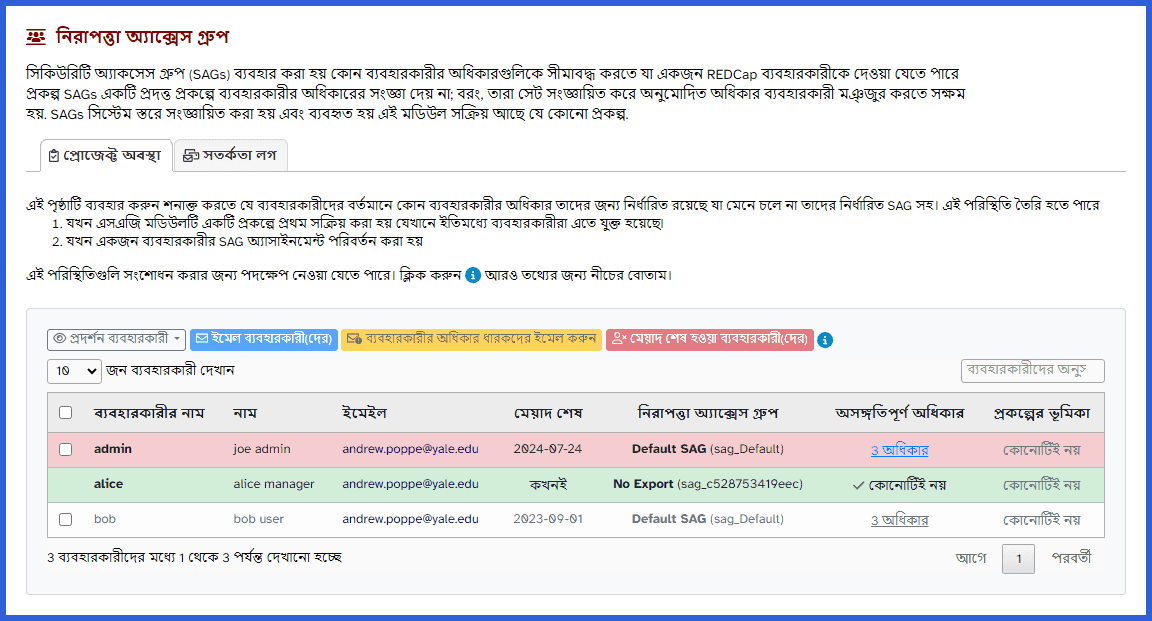 নিরাপত্তা অ্যাক্সেস গ্রুপ
সিকিউরিটি অ্যাকসেস গ্রুপ (SAGs) ব্যবহার করা হয় কোন ব্যবহারকারীর অধিকারগুলিকে সীমাবদ্ধ করতে যা একজন REDCap ব্যবহারকারীকে দেওয়া যেতে পারে
প্রকল্প SAGs একটি প্রদত্ত প্রকল্পে ব্যবহারকারীর অধিকারের সংজ্ঞা দেয় না; বরং, তারা সেট সংজ্ঞায়িত করে অনুমোদিত অধিকার ব্যবহারকারী মঞ্জুর করতে সক্ষম
হয়. SAGs সিস্টেম স্তরে সংজ্ঞায়িত করা হয় এবং ব্যবহৃত হয় এই মডিউল সক্রিয় আছে যে কোনো প্রকল্প.
প্রোজেক্ট অবস্থা
সতর্কতা লগ
এই পৃষ্ঠাটি ব্যবহার করুন শনাক্ত করতে যে ব্যবহারকারীদের বর্তমানে কোন ব্যবহারকারীর অধিকার তাদের জন্য নির্ধারিত রয়েছে যা মেনে চলে না তাদের নির্ধারিত SAG সহ। এই পরিস্থিতি তৈরি হতে পারে
1. যখন এসএজি মডিউলটি একটি প্রকল্পে প্রথম সক্রিয় করা হয় যেখানে ইতিমধ্যে ব্যবহারকারীরা এতে যুক্ত হয়েছে।
2. যখন একজন ব্যবহারকারীর SAG অ্যাসাইনমেন্ট পরিবর্তন করা হয়
এই পরিস্থিতিগুলি সংশোধন করার জন্য পদক্ষেপ নেওয়া যেতে পারে। ক্লিক করুন আরও তথ্যের জন্য নীচের বোতাম।
প্রদর্শন ব্যবহারকারী ইমেল ব্যবহারকারী(দের) ব্যবহারকারীর অধিকার ধারকদের ইমেল করুন মেয়াদ শেষ হওয়া ব্যবহারকারী(দের)
10 জন ব্যবহারকারী দেখান ব্যবহারকারীদের অনুস
ব্যবহারকারীর নাম নাম ইমেইল মেয়াদ শেষ নিরাপত্তা অ্যাক্সেস গ্রুপ অসঙ্গতিপূর্ণ অধিকার প্রকল্পের ভূমিকা
admin joe admin andrew.poppe@yale.edu 2024-07-24 Default SAG (sag_Default) 3 অধিকার কোনোটিই নয়
alice alice manager andrew.poppe@yale.edu কখনই No Export (sag_c528753419eec) কোনোটিই নয় কোনোটিই নয়
bob bob user andrew.poppe@yale.edu 2023-09-01 Default SAG (sag_Default) 3 অধিকার কোনোটিই নয়
3 ব্যবহারকারীদের মধ্যে 1 থেকে 3 পর্যন্ত দেখানো হচ্ছে আগে 1 পরবর্তী